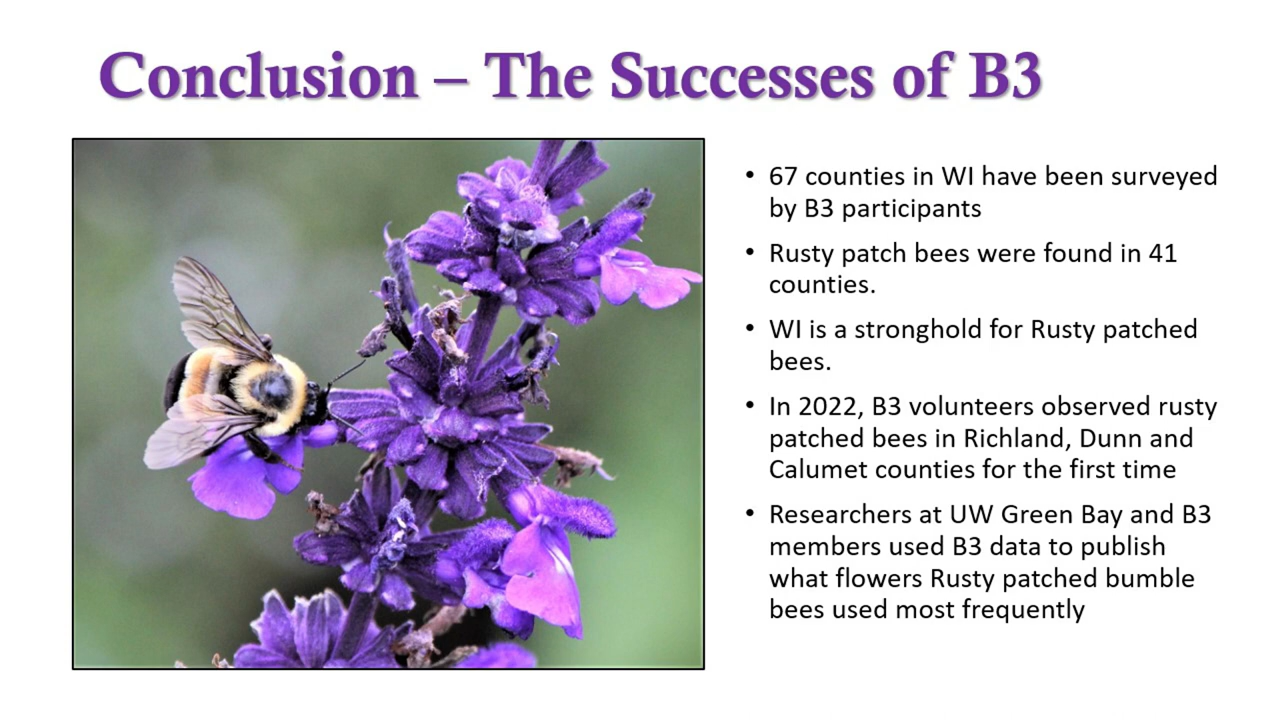 Conclusion – The Successes of B3
• 67 counties in WI have been surveyed
by B3 participants
• Rusty patch bees were found in 41
counties.
• WI is a stronghold for Rusty patched
bees.
• In 2022, B3 volunteers observed rusty
patched bees in Richland, Dunn and
Calumet counties for the first time
• Researchers at UW Green Bay and B3
members used B3 data to publish
what flowers Rusty patched bumble
bees used most frequently